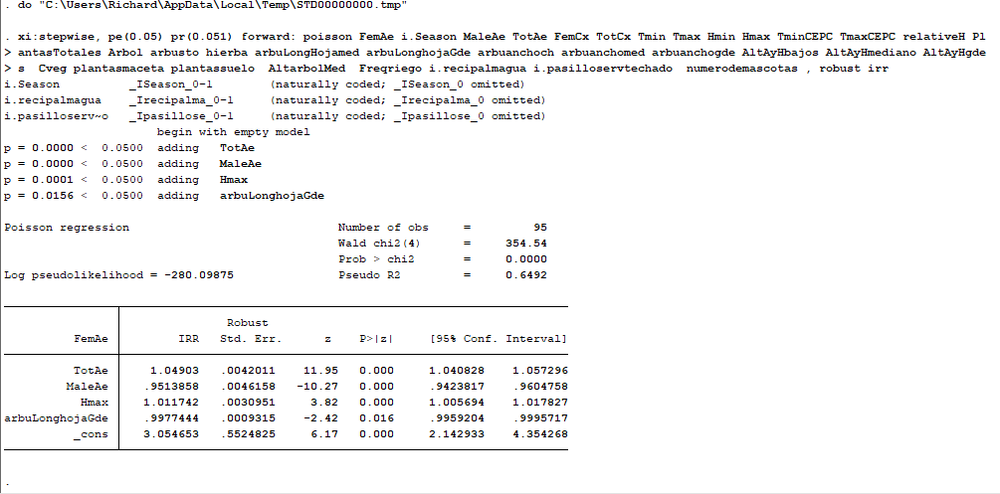 . do "C:\Users\Richard\AppData\Local\Temp\STD00000000.tmp"
. xi:stepwise, pe(0.05) pr(0.051) forward: poisson FemAe i.Season MaleAe TotAe FemCx TotCx Tmin Tmax Hmin Hmax TminCEPC TmaxCEPC relativeH Pl
> antasTotales Arbol arbusto hierba arbuLongHojamed arbuLonghojaGde arbuanchoch arbuanchomed arbuanchogde AltAyHbajos AltAyHmediano AltAyHgde
> s Cveg plantasmaceta plantassuelo AltarbolMed Freqriego i.recipalmagua i.pasilloservtechado numerodemascotas , robust irr
i.Season _ISeason_0-1 (naturally coded; _ISeason_0 omitted)
i.recipalmagua _Irecipalma_0-1 (naturally coded; _Irecipalma_0 omitted)
i.pasilloserv~o _Ipasillose_0-1 (naturally coded; _Ipasillose_0 omitted)
begin with empty model
p = 0.0000 < 0.0500 adding TotAe
p = 0.0000 < 0.0500 adding MaleAe
p = 0.0001 < 0.0500 adding Hmax
p = 0.0156 < 0.0500 adding arbuLonghojaGde
Poisson regression Number of obs = 95
Wald chi2(4) = 354.54
Prob > chi2 = 0.0000
Log pseudolikelihood = -280.09875 Pseudo R2 = 0.6492
Robust
FemAe IRR Std. Err. z P>|z| [95% Conf. Interval]
TotAe 1.04903 .0042011 11.95 0.000 1.040828 1.057296
MaleAe .9513858 .0046158 -10.27 0.000 .9423817 .9604758
Hmax 1.011742 .0030951 3.82 0.000 1.005694 1.017827
arbuLonghojaGde .9977444 .0009315 -2.42 0.016 .9959204 .9995717
_cons 3.054653 .5524825 6.17 0.000 2.142933 4.354268
.